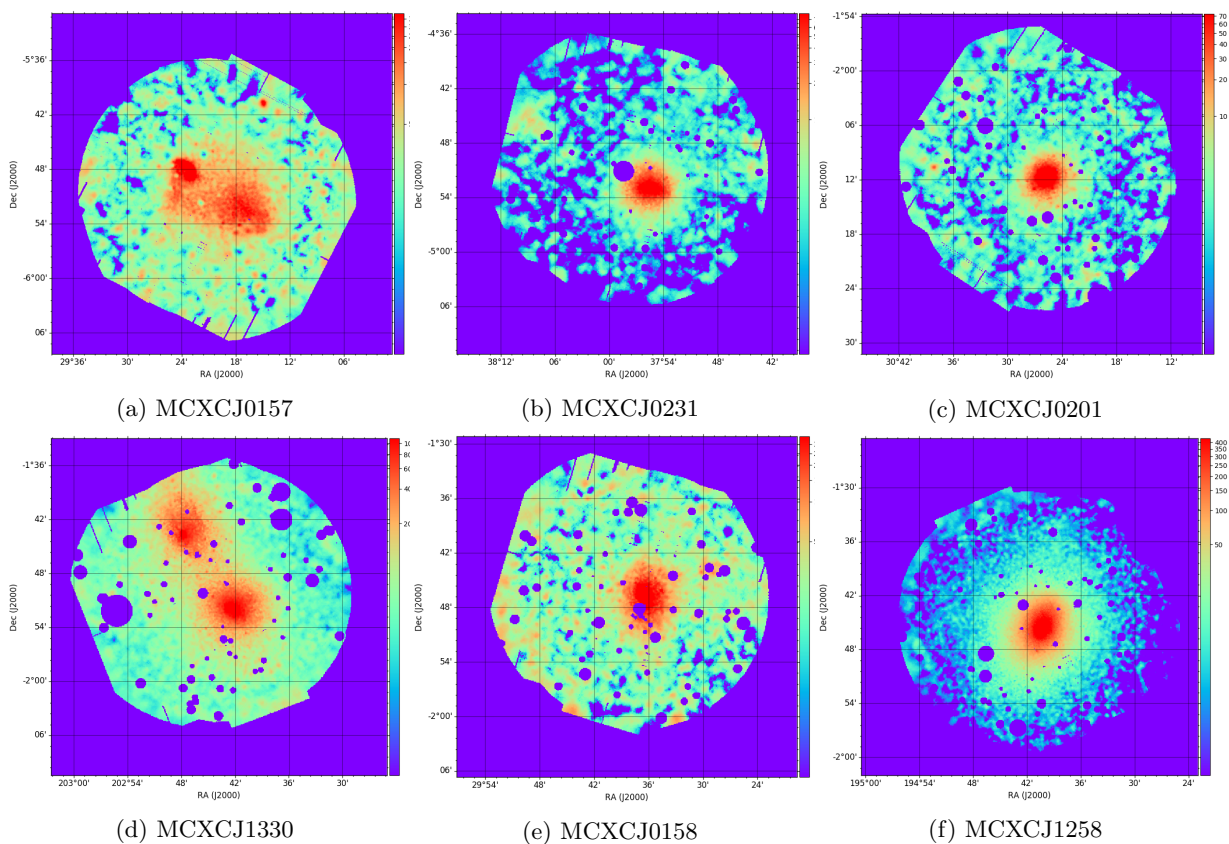 -5°36'
42'
48'
54'
-6°00'
06'
Dec (J2000)
29°36' 30' 24' 18' 12' 06'
RA (J2000)
(a) MCXCJ0157
-4°36'
42'
48'
54'
-5°00'
06'
Dec (J2000)
38°12' 06' 00' 37°54' 48' 42'
RA (J2000)
(b) MCXCJ0231
-1°54'
-2°00'
06'
12'
18'
24'
30'
Dec (J2000)
30°42' 36' 30' 24' 18' 12'
RA (J2000)
70
60
50
40
30
20
10
(c) MCXCJ0201
-1°36'
42'
48'
54'
-2°00'
06'
Dec (J2000)
203°00' 202°54' 48' 42' 36' 30'
RA (J2000)
10
80
60
40
20
(d) MCXCJ1330
-1°30'
36'
42'
48'
54'
-2°00'
06'
Dec (J2000)
29°54' 48' 42' 36' 30' 24'
RA (J2000)
(e) MCXCJ0158
-1°30'
36'
42'
48'
54'
-2°00'
Dec (J2000)
195°00' 194°54' 48' 42' 36' 30' 24'
RA (J2000)
400
300
200
100
50
(f) MCXCJ1258